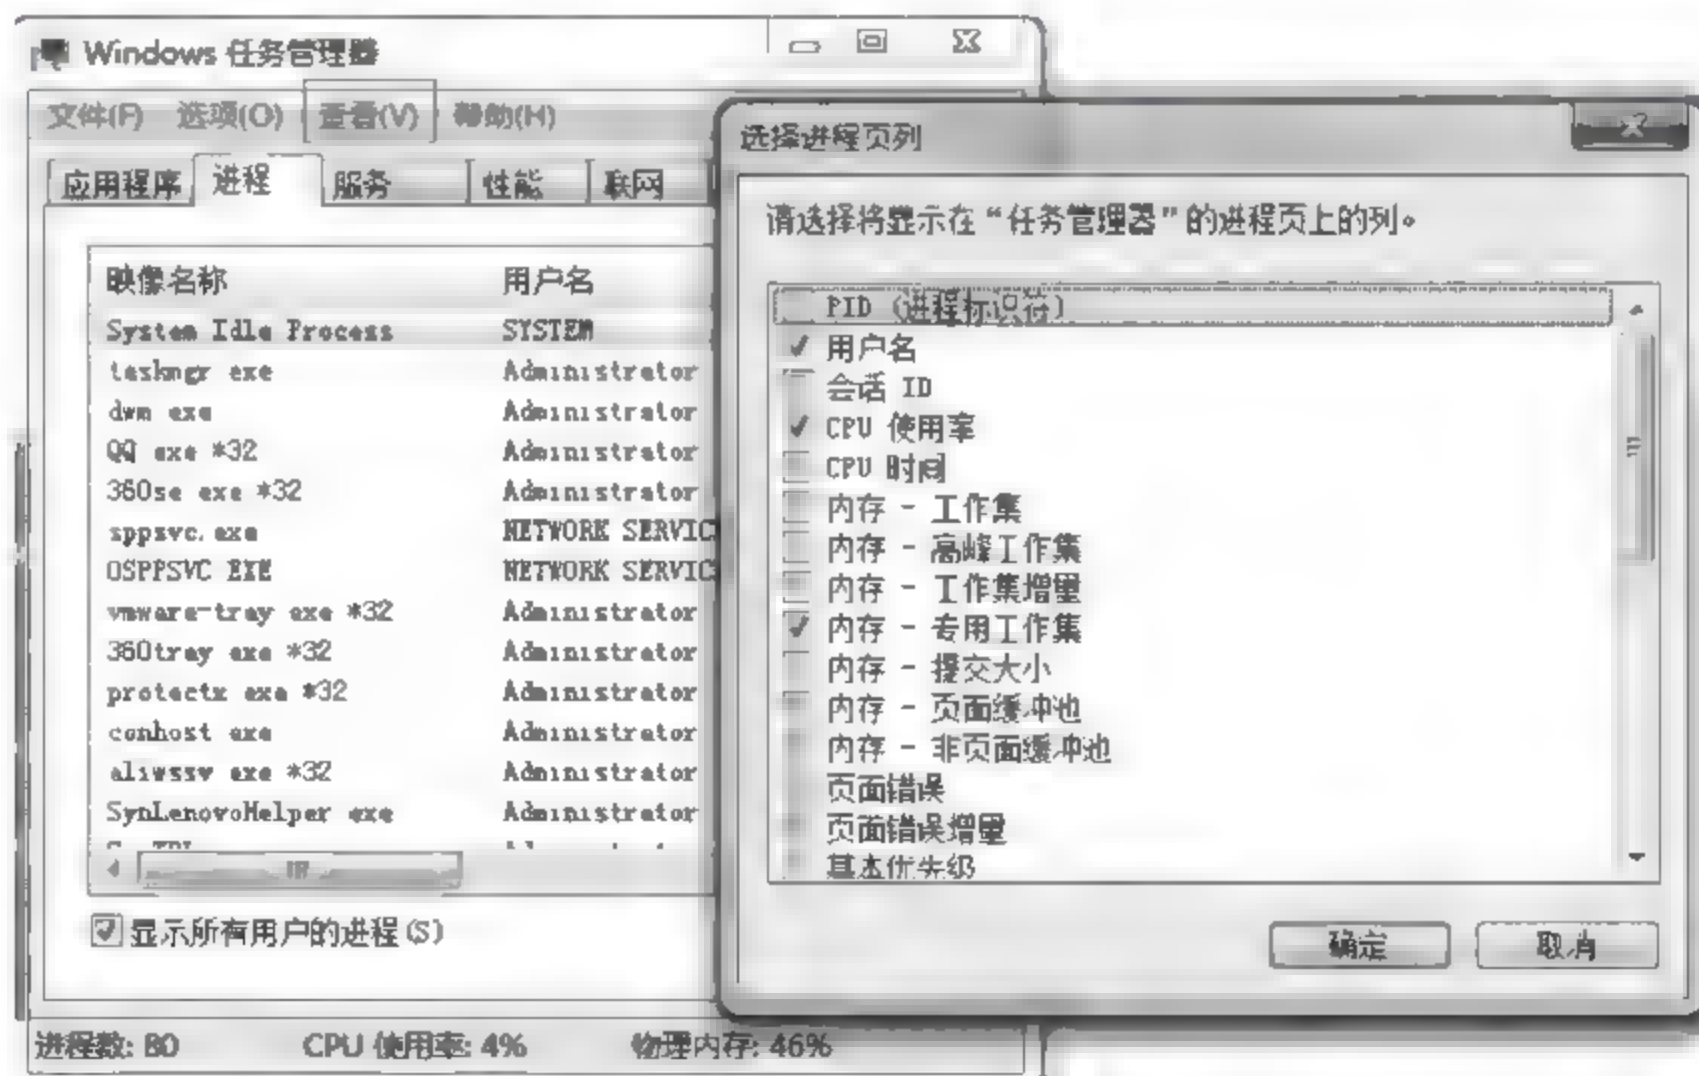 Windows 任务管理器
文件(F) 选项(O) 查看(V) 帮助(H)
应用程序 进程 服务 性能 联网
映像名称 用户名
System Idle Process SYSTEM
taskmgr exe Administrator
dwm exe Administrator
QQ exe *32 Administrator
360se exe *32 Administrator
sppsvc.exe NETWORK SERVIC
OSPPSVC EXE NETWORK SERVIC
vmware-tray exe *32 Administrator
360tray exe *32 Administrator
protectx exe *32 Administrator
conhost exe Administrator
aliwssv exe *32 Administrator
SynLenovoHelper exe Administrator
显示所有用户的进程(S)
进程数: 80 CPU 使用率: 4% 物理内存: 46%
选择进程页列
请选择将显示在“任务管理器”的进程页上的列。
PID (进程标识符)
用户名
会话 ID
CPU 使用率
CPU 时间
内存 - 工作集
内存 - 高峰工作集
内存 - 工作集增量
内存 - 专用工作集
内存 - 提交大小
内存 - 页面缓冲池
内存 - 非页面缓冲池
页面错误
页面错误增量
基本优先级
确定 取消